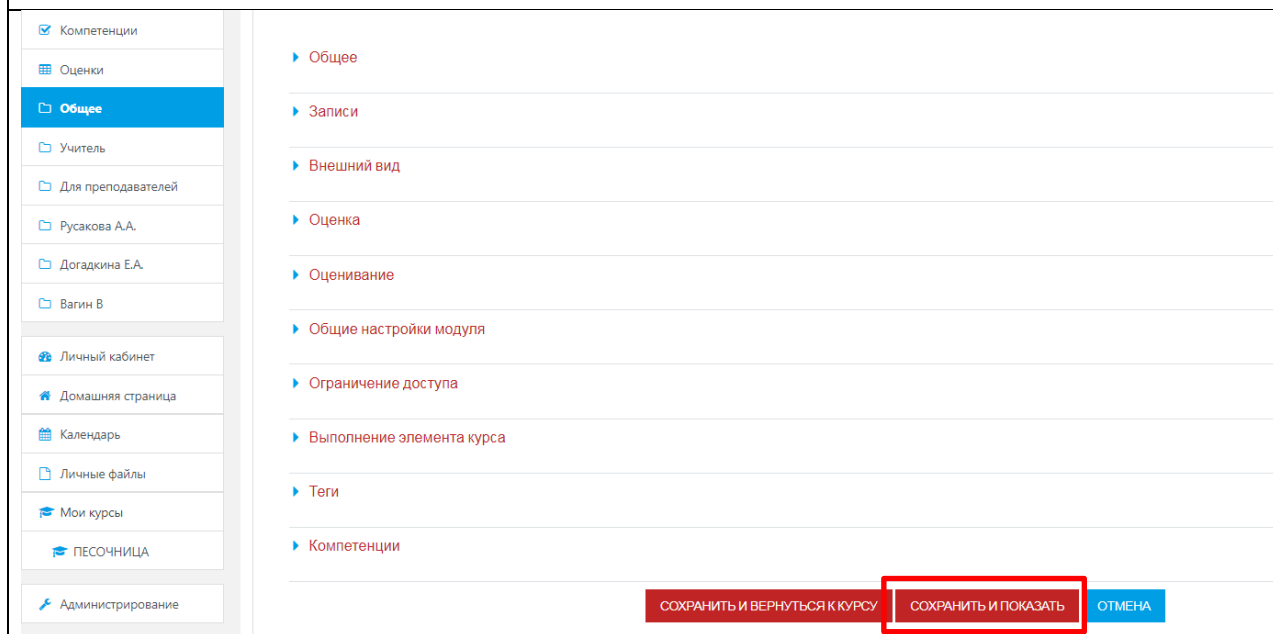 Компетенции
Оценки
Общее
Учитель
Для преподавателей
Русакова А.А.
Догадкина Е.А.
Вагин В
Личный кабинет
Домашняя страница
Календарь
Личные файлы
Мои курсы
ПЕСОЧНИЦА
Администрирование
Общее
Записи
Внешний вид
Оценка
Оценивание
Общие настройки модуля
Ограничение доступа
Выполнение элемента курса
Теги
Компетенции
СОХРАНИТЬ И ВЕРНУТЬСЯ К КУРСУ СОХРАНИТЬ И ПОКАЗАТЬ ОТМЕНА